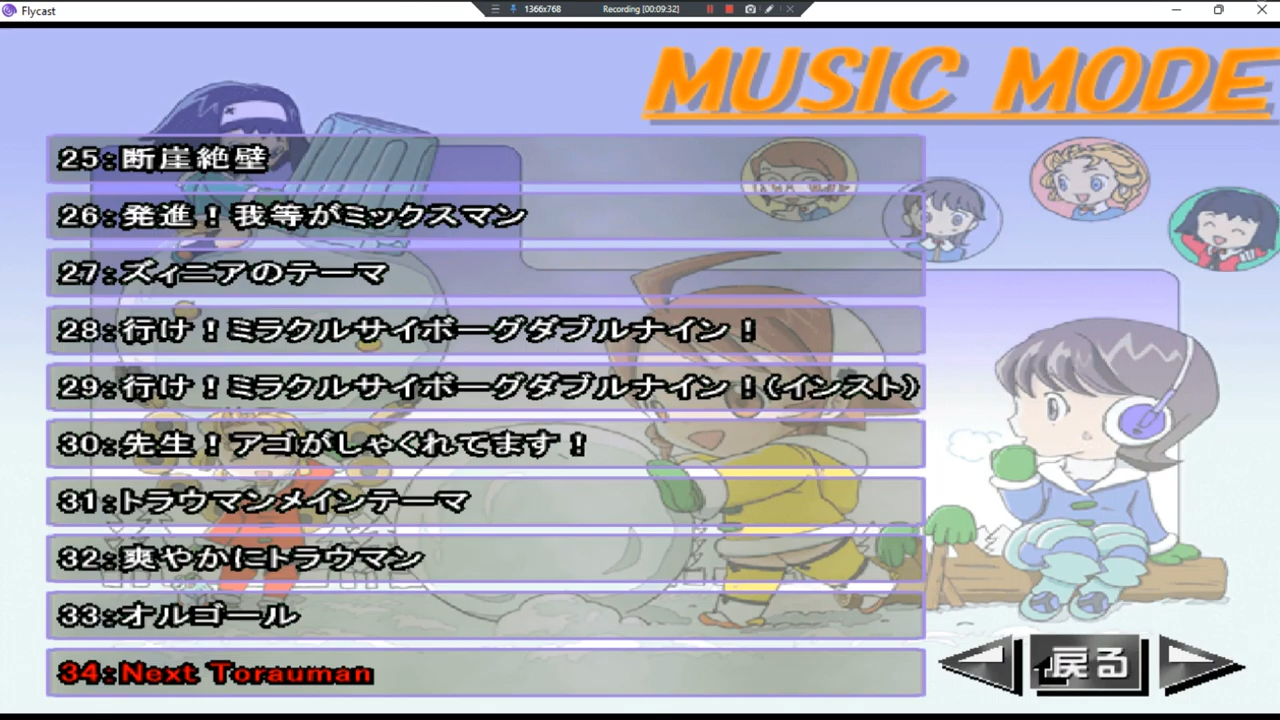 Flycast
1366x768
Recording [00:09:32]
MUSIC MODE
25:断崖絶壁
26:発進！我等がミックスマン
27:ズィニアのテーマ
28:行け！ミラクルサイボーグダブルナイン！
29:行け！ミラクルサイボーグダブルナイン！(インスト)
30:先生！アゴがしゃくれてます！
31:トラウマンメインテーマ
32:爽やかにトラウマン
33:オルゴール
34:Next Torauman
戻る